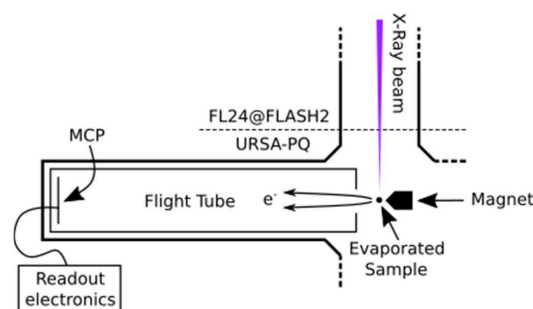 X-Ray beam
FL24@FLASH2
URSA-PQ
MCP
Flight Tube
e-
Magnet
Evaporated
Sample
Readout
electronics